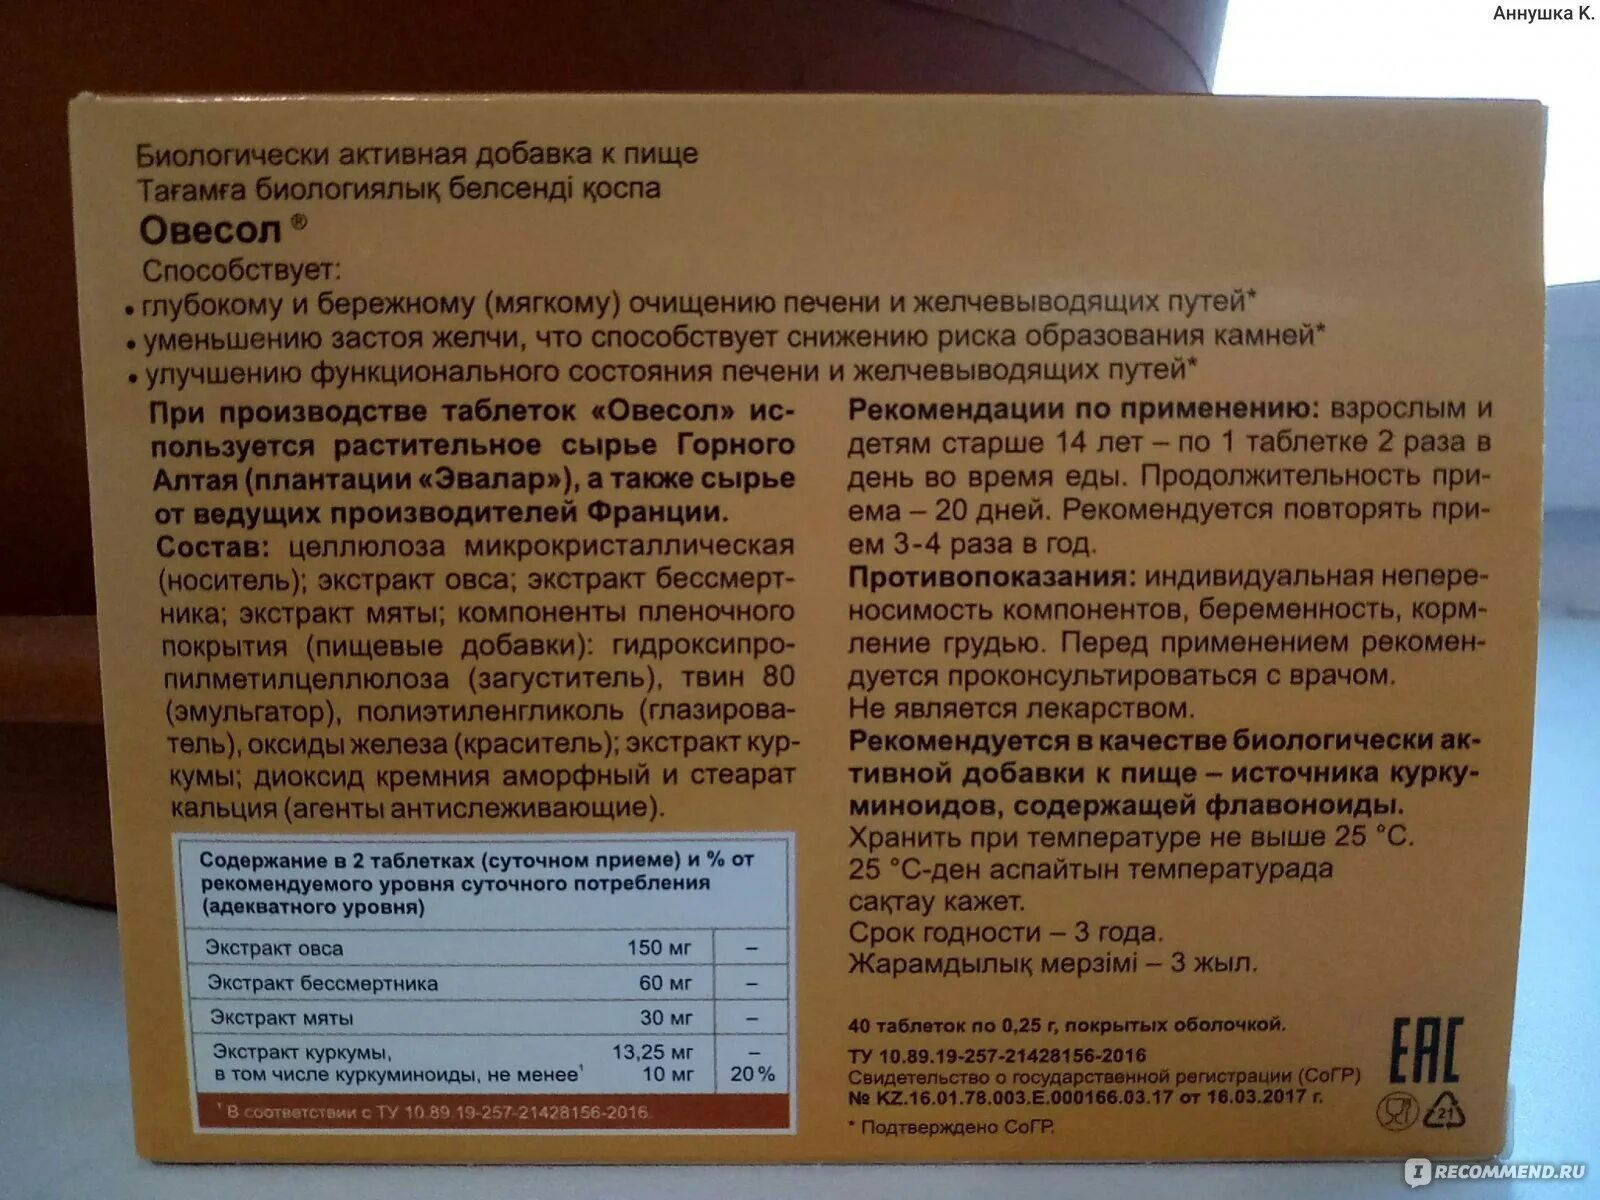 Аннушка К.
Биологически активная добавка к пище
Тағамға биологиялық белсенді қоспа
Овесол ®
Способствует:
• глубокому и бережному (мягкому) очищению печени и желчевыводящих путей*
• уменьшению застоя желчи, что способствует снижению риска образования камней*
• улучшению функционального состояния печени и желчевыводящих путей*
При производстве таблеток «Овесол» ис-
пользуется растительное сырье Горного
Алтая (плантации «Эвалар»), а также сырье
от ведущих производителей Франции.
Состав: целлюлоза микрокристаллическая
(носитель); экстракт овса; экстракт бессмерт-
ника; экстракт мяты; компоненты пленочного
покрытия (пищевые добавки): гидроксипро-
пилметилцеллюлоза (загуститель), твин 80
(эмульгатор), полиэтиленгликоль (глазирова-
тель), оксиды железа (краситель); экстракт кур-
кумы; диоксид кремния аморфный и стеарат
кальция (агенты антислеживающие).
Содержание в 2 таблетках (суточном приеме) и % от
рекомендуемого уровня суточного потребления
(адекватного уровня)
Экстракт овса 150 мг –
Экстракт бессмертника 60 мг –
Экстракт мяты 30 мг –
Экстракт куркумы, 13,25 мг –
в том числе куркуминоиды, не менее¹ 10 мг 20%
¹ В соответствии с ТУ 10.89.19-257-21428156-2016
Рекомендации по применению: взрослым и
детям старше 14 лет – по 1 таблетке 2 раза в
день во время еды. Продолжительность при-
ема – 20 дней. Рекомендуется повторять при-
ем 3-4 раза в год.
Противопоказания: индивидуальная непере-
носимость компонентов, беременность, корм-
ление грудью. Перед применением рекомен-
дуется проконсультироваться с врачом.
Не является лекарством.
Рекомендуется в качестве биологически ак-
тивной добавки к пище – источника курку-
миноидов, содержащей флавоноиды.
Хранить при температуре не выше 25 °С.
25 °С-ден аспайтын температурада
сақтау кажет.
Срок годности – 3 года.
Жарамдылық мерзімі – 3 жыл.
40 таблеток по 0,25 г, покрытых оболочкой.
ТУ 10.89.19-257-21428156-2016
Свидетельство о государственной регистрации (СоГР)
№ KZ.16.01.78.003.E.000166.03.17 от 16.03.2017 г.
* Подтверждено СоГР.
EAC
21
IRECOMMEND.RU